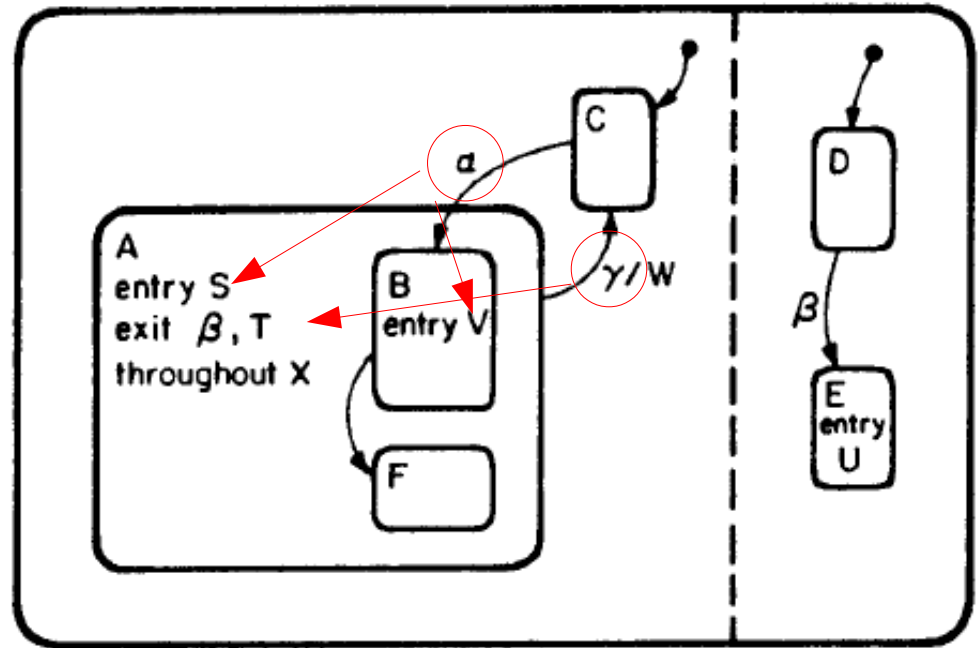 C
α
D
A
entry S
exit β, T
throughout X
B
entry V
γ/W
β
F
E
entry
U